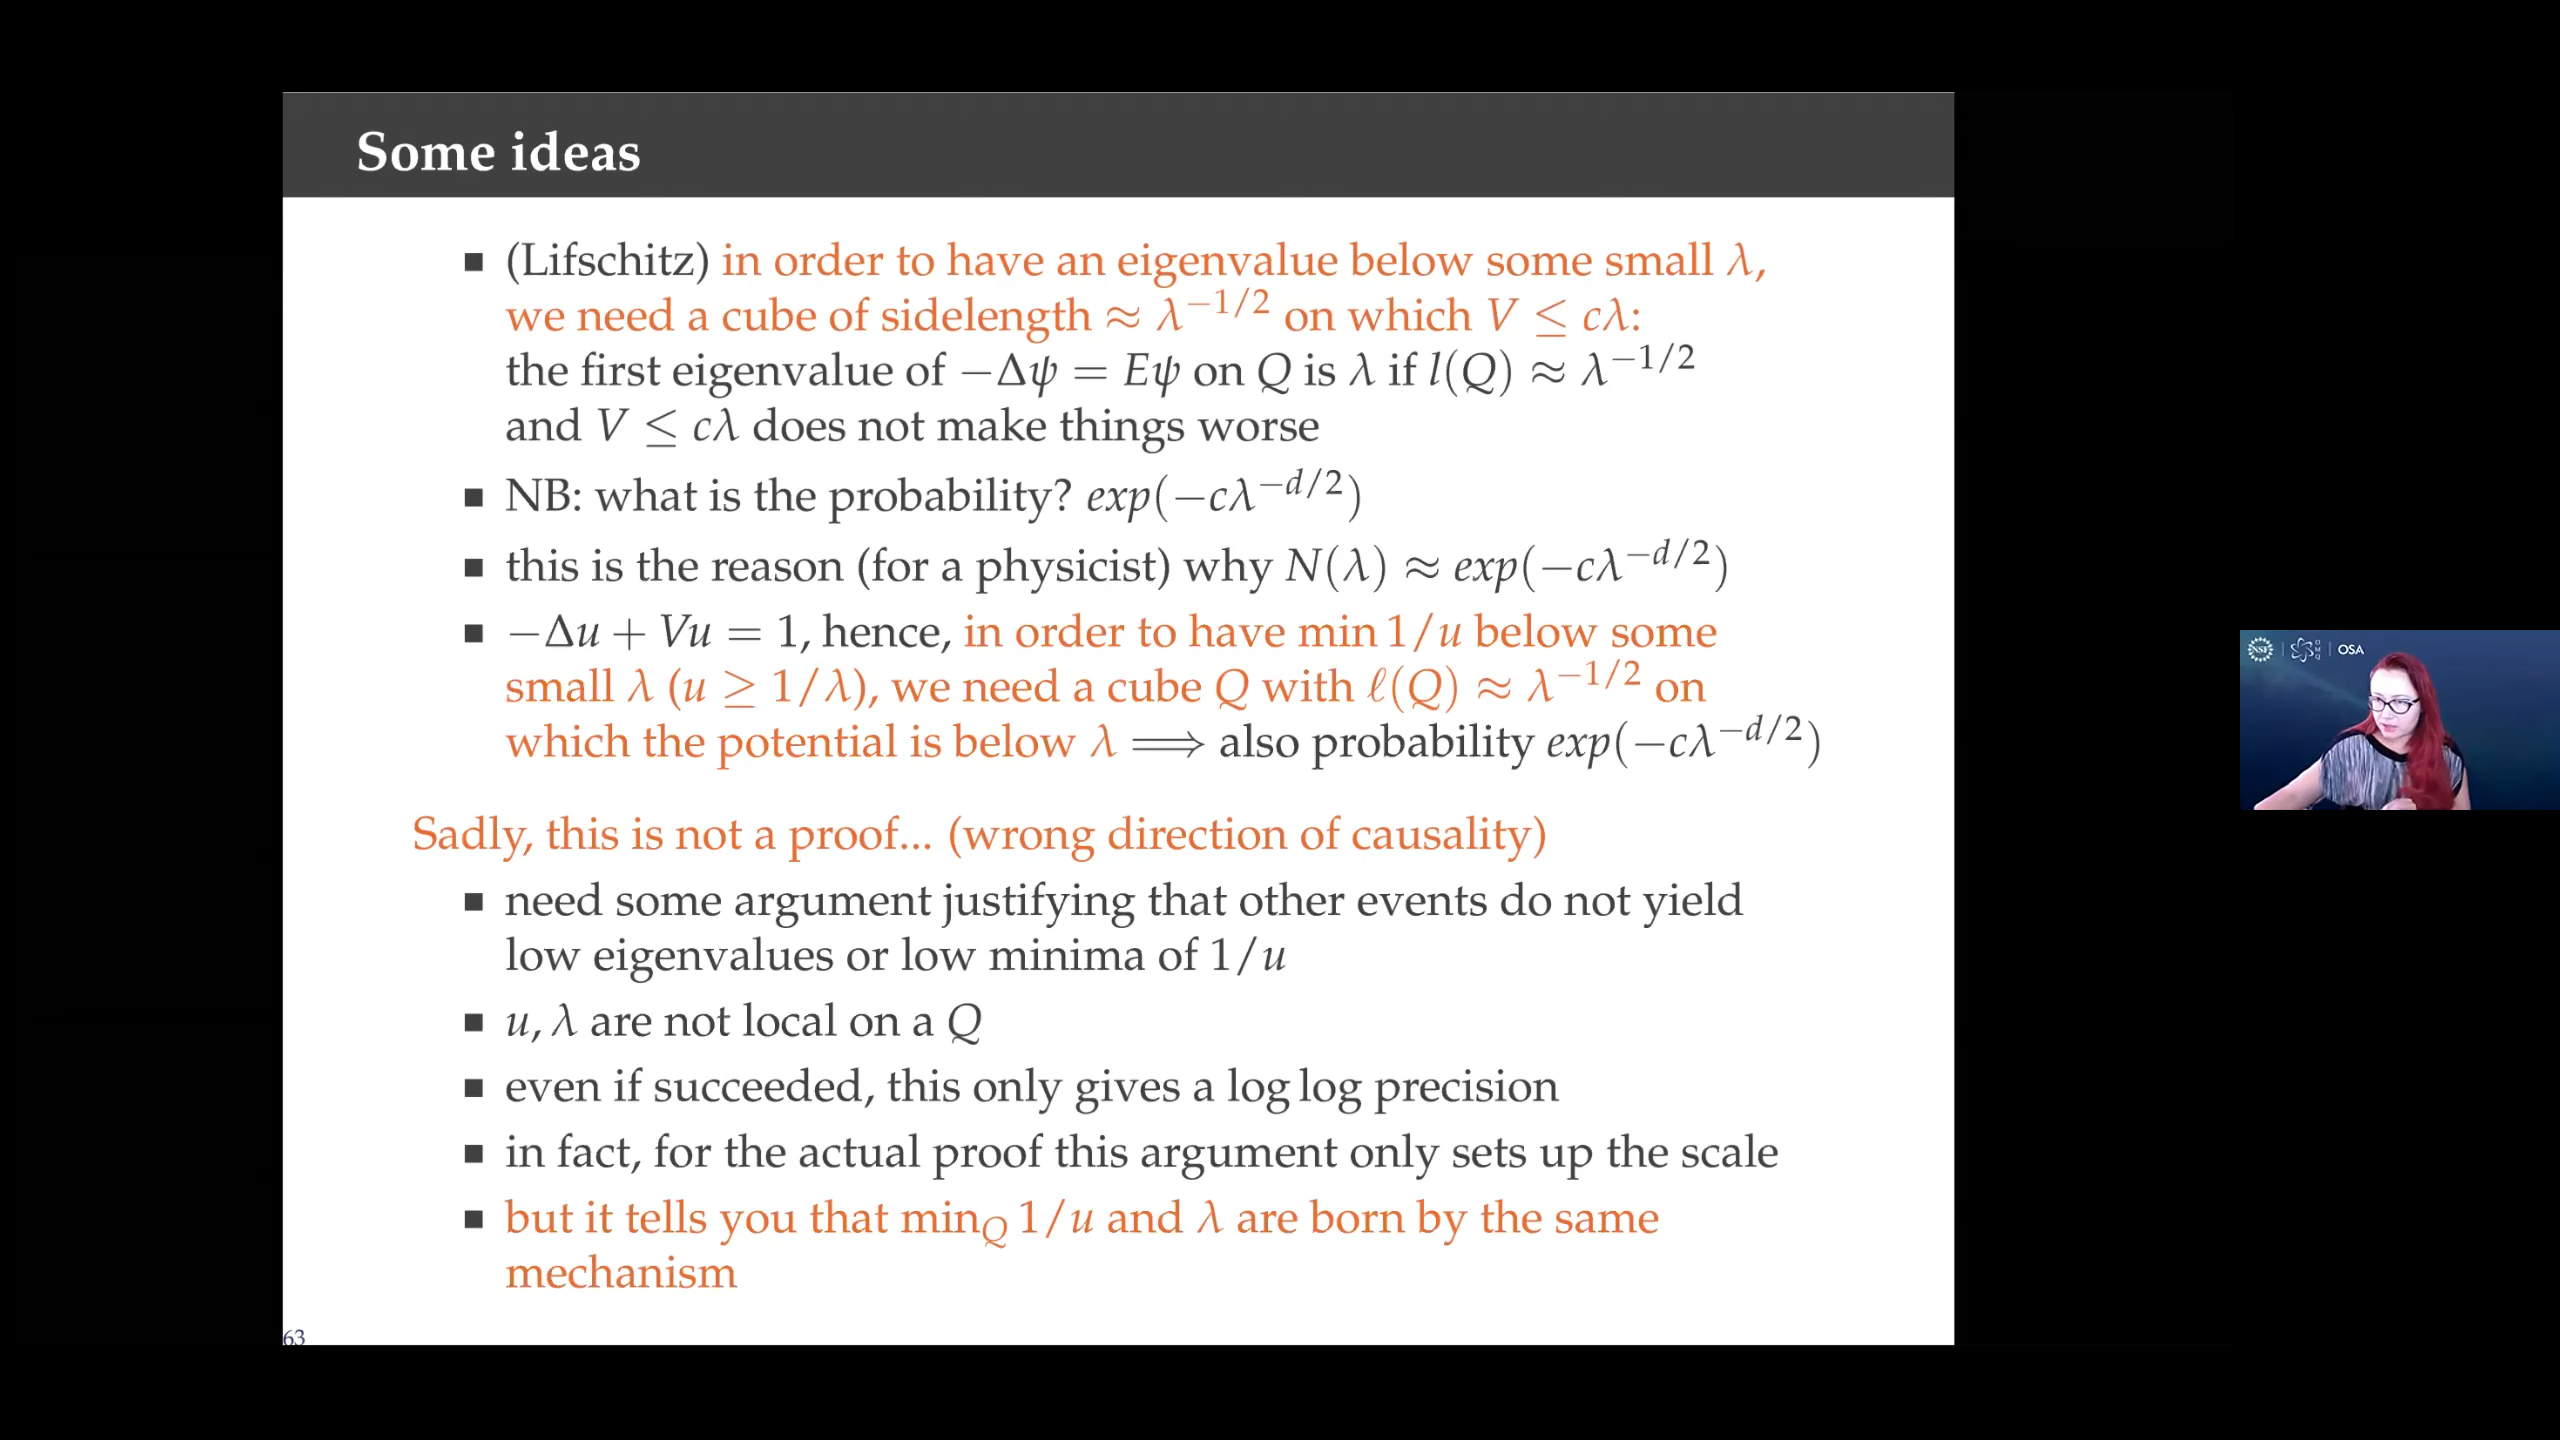 Some ideas
■ (Lifschitz) in order to have an eigenvalue below some small λ,
we need a cube of sidelength ≈ λ^{−1/2} on which V ≤ cλ:
the first eigenvalue of −Δψ = Eψ on Q is λ if l(Q) ≈ λ^{−1/2}
and V ≤ cλ does not make things worse
■ NB: what is the probability? exp(−cλ^{−d/2})
■ this is the reason (for a physicist) why N(λ) ≈ exp(−cλ^{−d/2})
■ −Δu + Vu = 1, hence, in order to have min 1/u below some
small λ (u ≥ 1/λ), we need a cube Q with ℓ(Q) ≈ λ^{−1/2} on
which the potential is below λ ⟹ also probability exp(−cλ^{−d/2})
Sadly, this is not a proof... (wrong direction of causality)
■ need some argument justifying that other events do not yield
low eigenvalues or low minima of 1/u
■ u, λ are not local on a Q
■ even if succeeded, this only gives a log log precision
■ in fact, for the actual proof this argument only sets up the scale
■ but it tells you that min_Q 1/u and λ are born by the same
mechanism
63
NSF
OSA